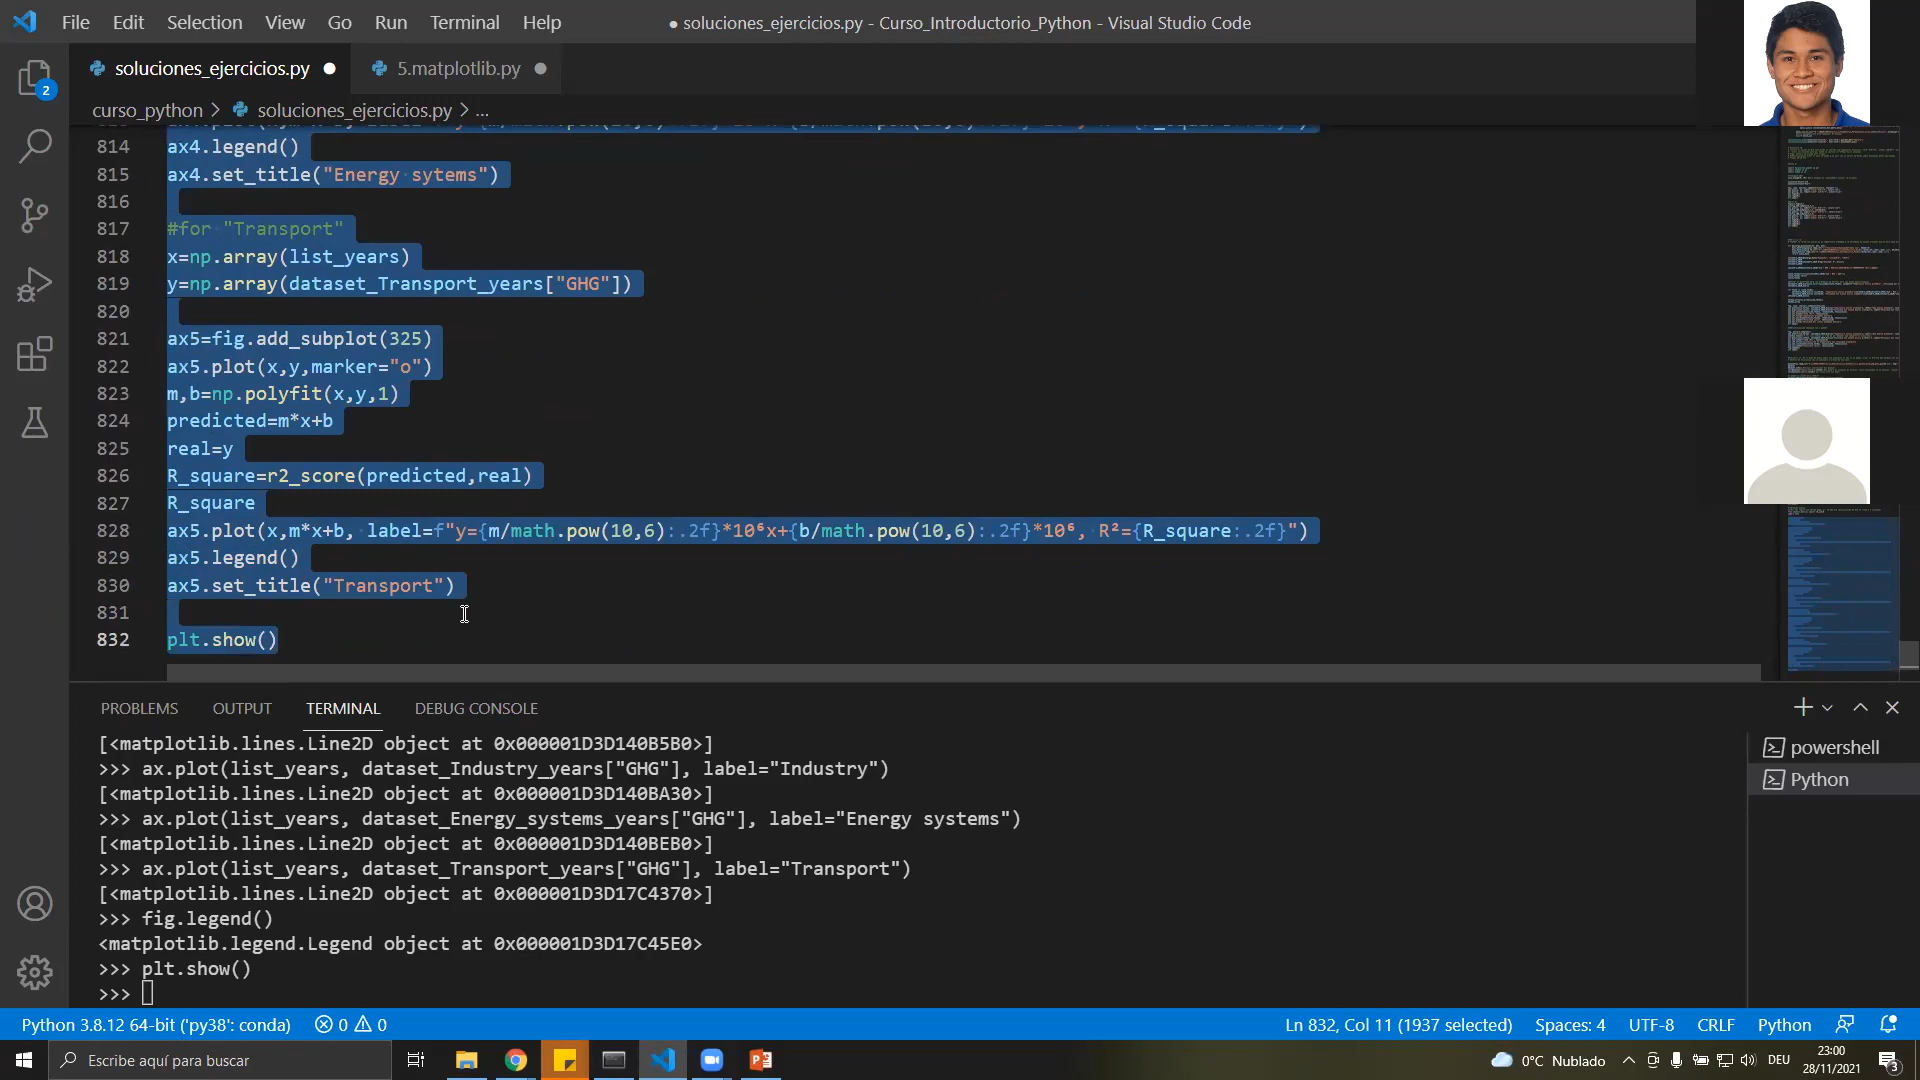 File Edit Selection View Go Run Terminal Help
● soluciones_ejercicios.py - Curso_Introductorio_Python - Visual Studio Code
soluciones_ejercicios.py ● 5.matplotlib.py ●
2
curso_python > soluciones_ejercicios.py > ...
814 ax4.legend()
815 ax4.set_title("Energy sytems")
816
817 #for "Transport"
818 x=np.array(list_years)
819 y=np.array(dataset_Transport_years["GHG"])
820
821 ax5=fig.add_subplot(325)
822 ax5.plot(x,y,marker="o")
823 m,b=np.polyfit(x,y,1)
824 predicted=m*x+b
825 real=y
826 R_square=r2_score(predicted,real)
827 R_square
828 ax5.plot(x,m*x+b, label=f"y={m/math.pow(10,6):.2f}*10⁶x+{b/math.pow(10,6):.2f}*10⁶, R²={R_square:.2f}")
829 ax5.legend()
830 ax5.set_title("Transport")
831
832 plt.show()
PROBLEMS OUTPUT TERMINAL DEBUG CONSOLE
[<matplotlib.lines.Line2D object at 0x000001D3D140B5B0>]
>>> ax.plot(list_years, dataset_Industry_years["GHG"], label="Industry")
[<matplotlib.lines.Line2D object at 0x000001D3D140BA30>]
>>> ax.plot(list_years, dataset_Energy_systems_years["GHG"], label="Energy systems")
[<matplotlib.lines.Line2D object at 0x000001D3D140BEB0>]
>>> ax.plot(list_years, dataset_Transport_years["GHG"], label="Transport")
[<matplotlib.lines.Line2D object at 0x000001D3D17C4370>]
>>> fig.legend()
<matplotlib.legend.Legend object at 0x000001D3D17C45E0>
>>> plt.show()
>>>
powershell
Python
Python 3.8.12 64-bit ('py38': conda) 0 0
Ln 832, Col 11 (1937 selected) Spaces: 4 UTF-8 CRLF Python
Escribe aquí para buscar
0°C Nublado DEU 23:00
28/11/2021
3